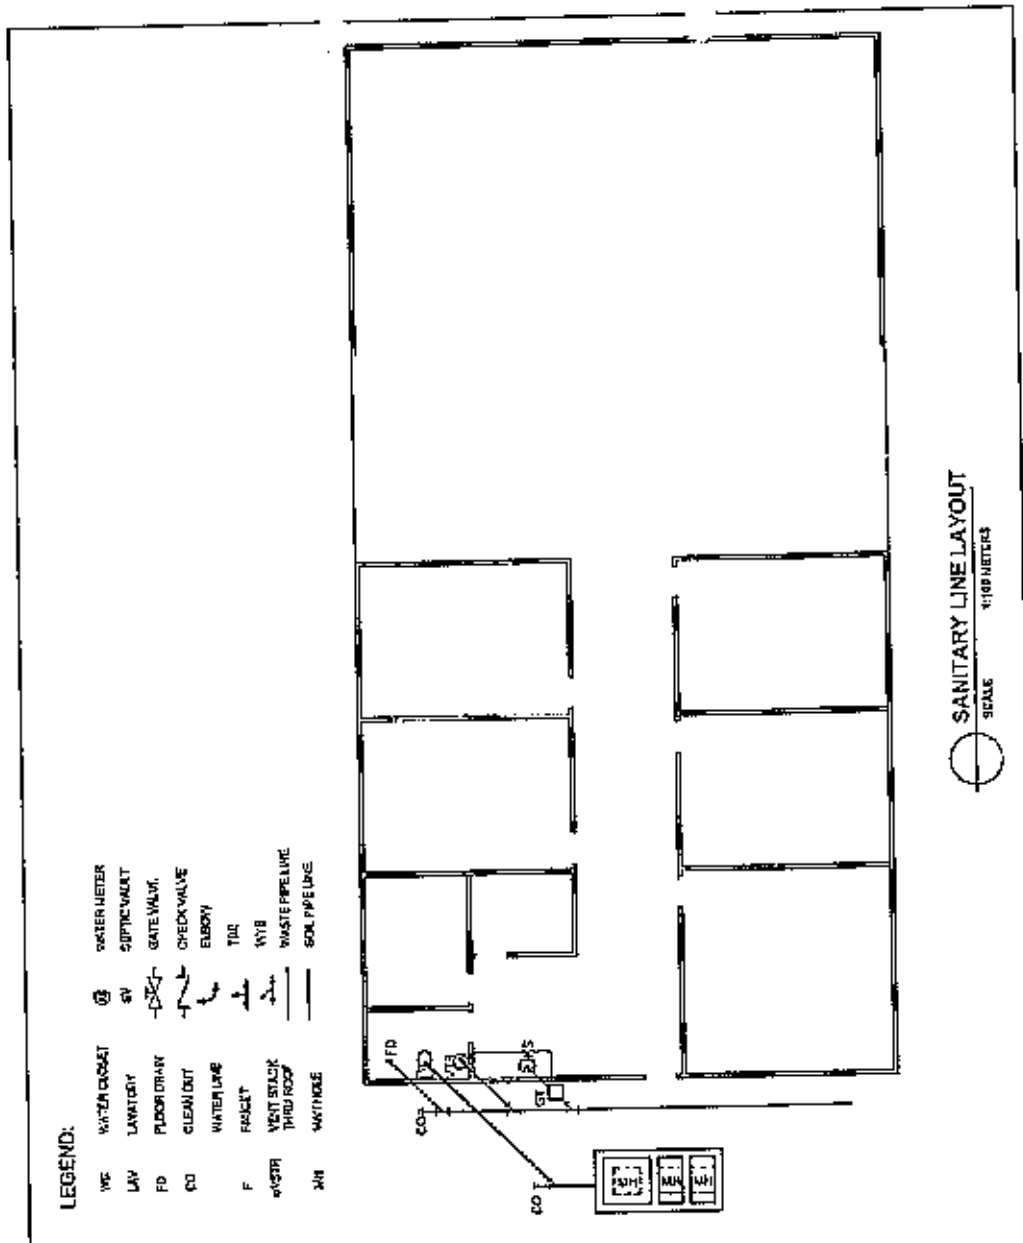 LEGEND:
WC WATER CLOSET
LAV LAVATORY
FD FLOOR DRAIN
CO CLEAN OUT
WATER LINE
F FAUCET
VENT STACK
THRU ROOF
MH
WATER METER
SV SEPTIC VAULT
GATE VALVE
CHECK VALVE
ELBOW
TEE
WYE
WASTE PIPE LINE
SOIL PIPE LINE
FD
CO
CO
MH
MH
MH
SANITARY LINE LAYOUT
SCALE 1:100 METERS